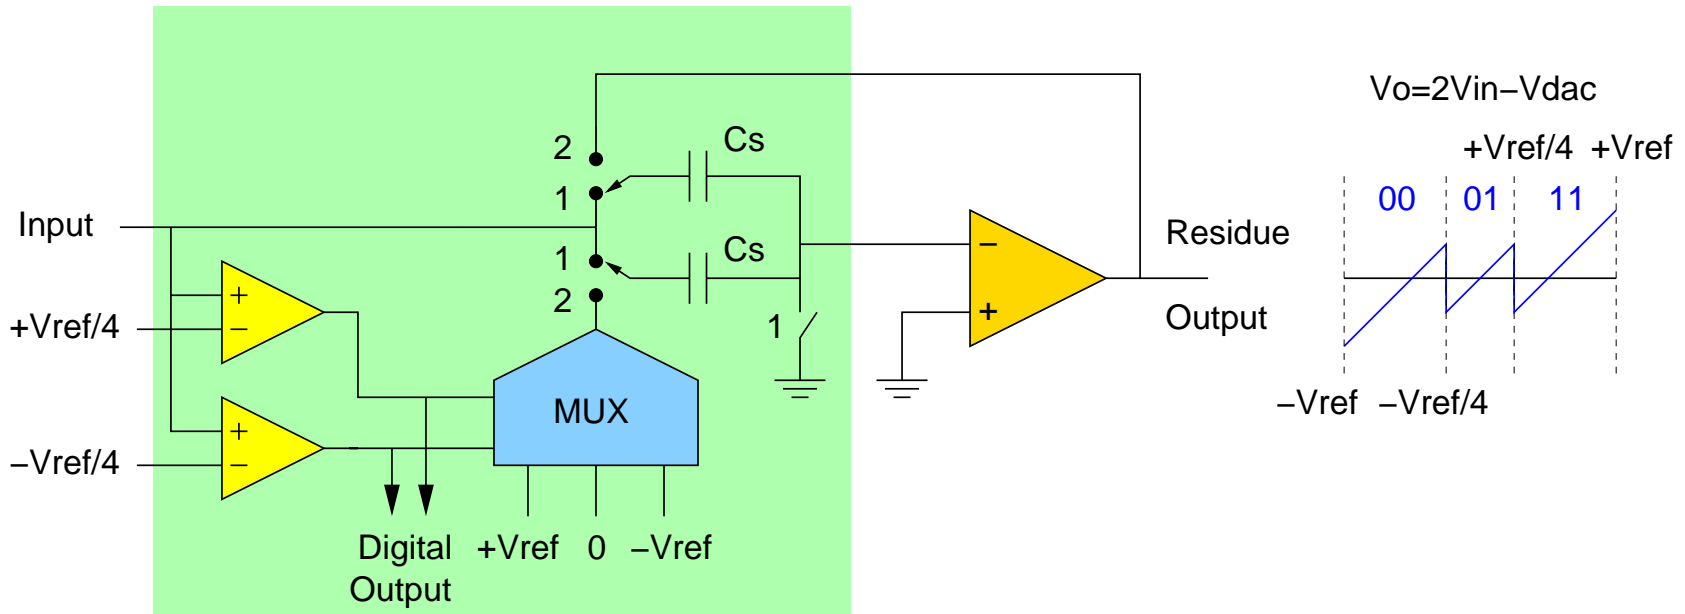 Vo=2Vin−Vdac
2
Cs
+Vref/4 +Vref
1
00 01 11
Input
Residue
1
Cs
−
+
2
+
−
+Vref/4
1
+
Output
MUX
−Vref −Vref/4
+
−
−Vref/4
Digital
Output
+Vref 0 −Vref